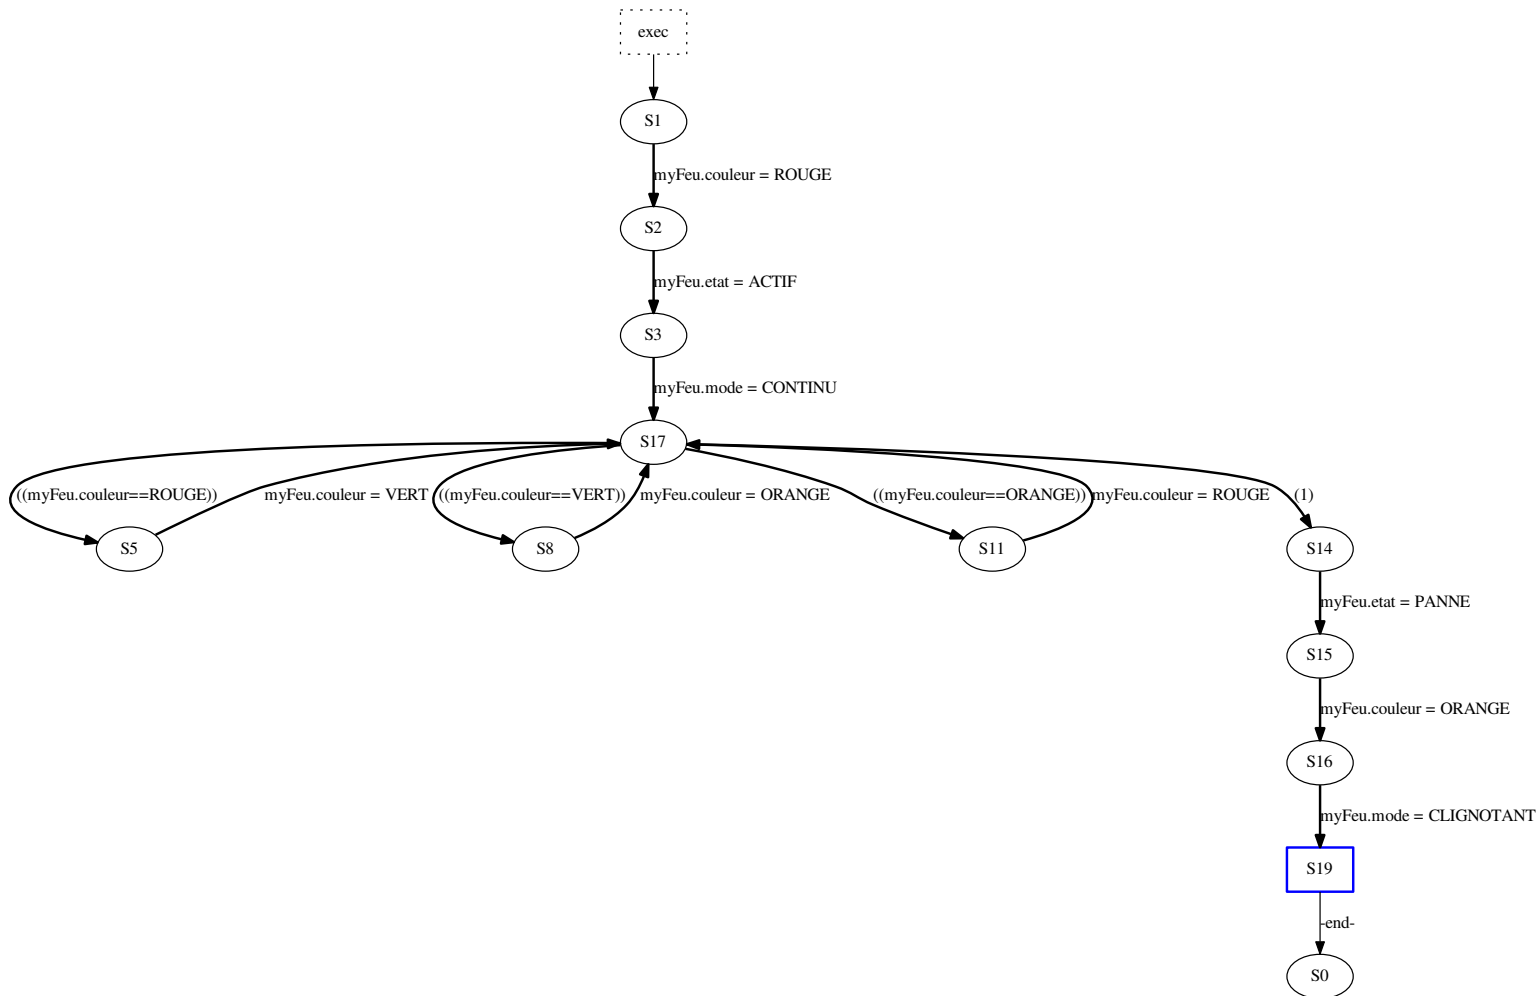 exec
S1
myFeu.couleur = ROUGE
S2
myFeu.etat = ACTIF
S3
myFeu.mode = CONTINU
S17
((myFeu.couleur==ROUGE))
myFeu.couleur = VERT
((myFeu.couleur==VERT))
myFeu.couleur = ORANGE
((myFeu.couleur==ORANGE))
myFeu.couleur = ROUGE
(1)
S5
S8
S11
S14
myFeu.etat = PANNE
S15
myFeu.couleur = ORANGE
S16
myFeu.mode = CLIGNOTANT
S19
-end-
S0